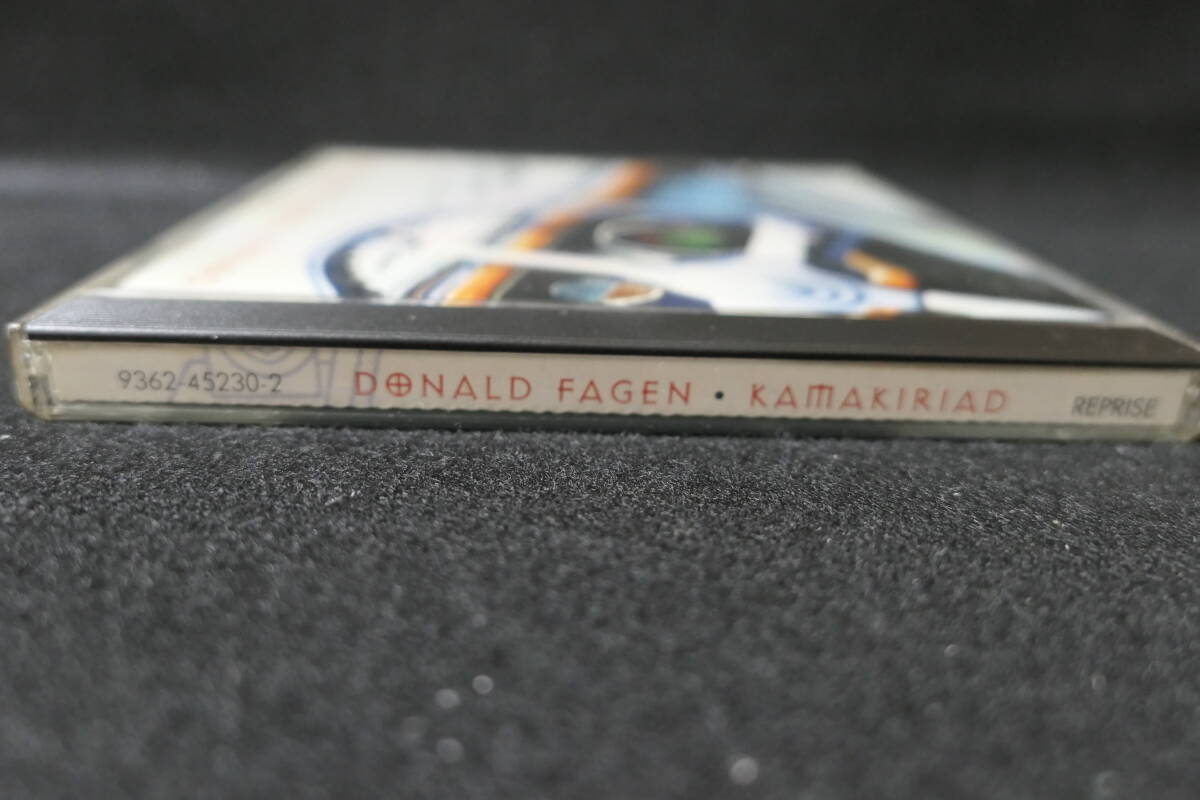 9362-45230-2 DONALD FAGEN • KAMAKIRIAD REPRISE